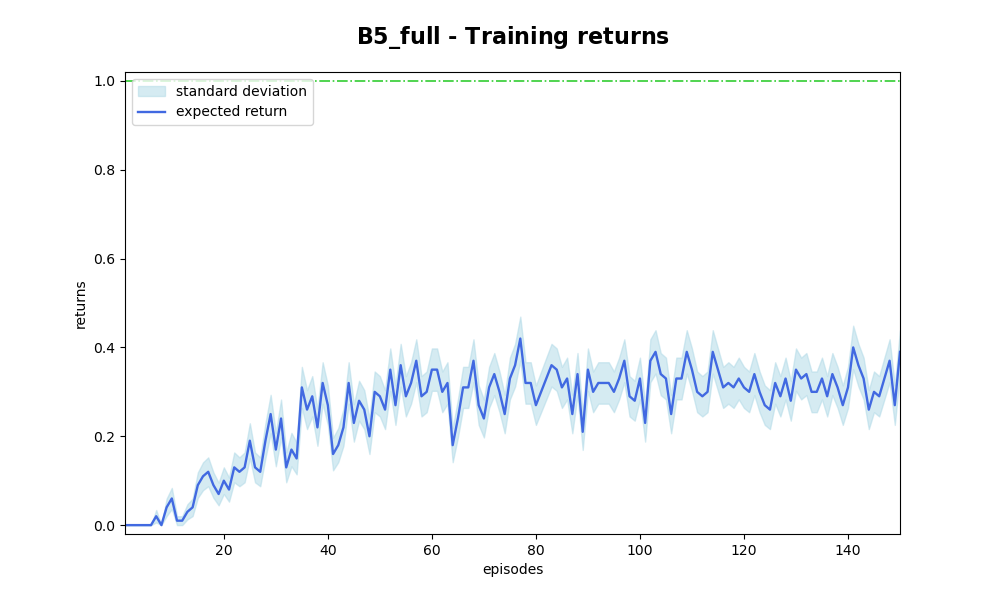 B5_full - Training returns
standard deviation
expected return
returns
1.0
0.8
0.6
0.4
0.2
0.0
20 40 60 80 100 120 140
episodes